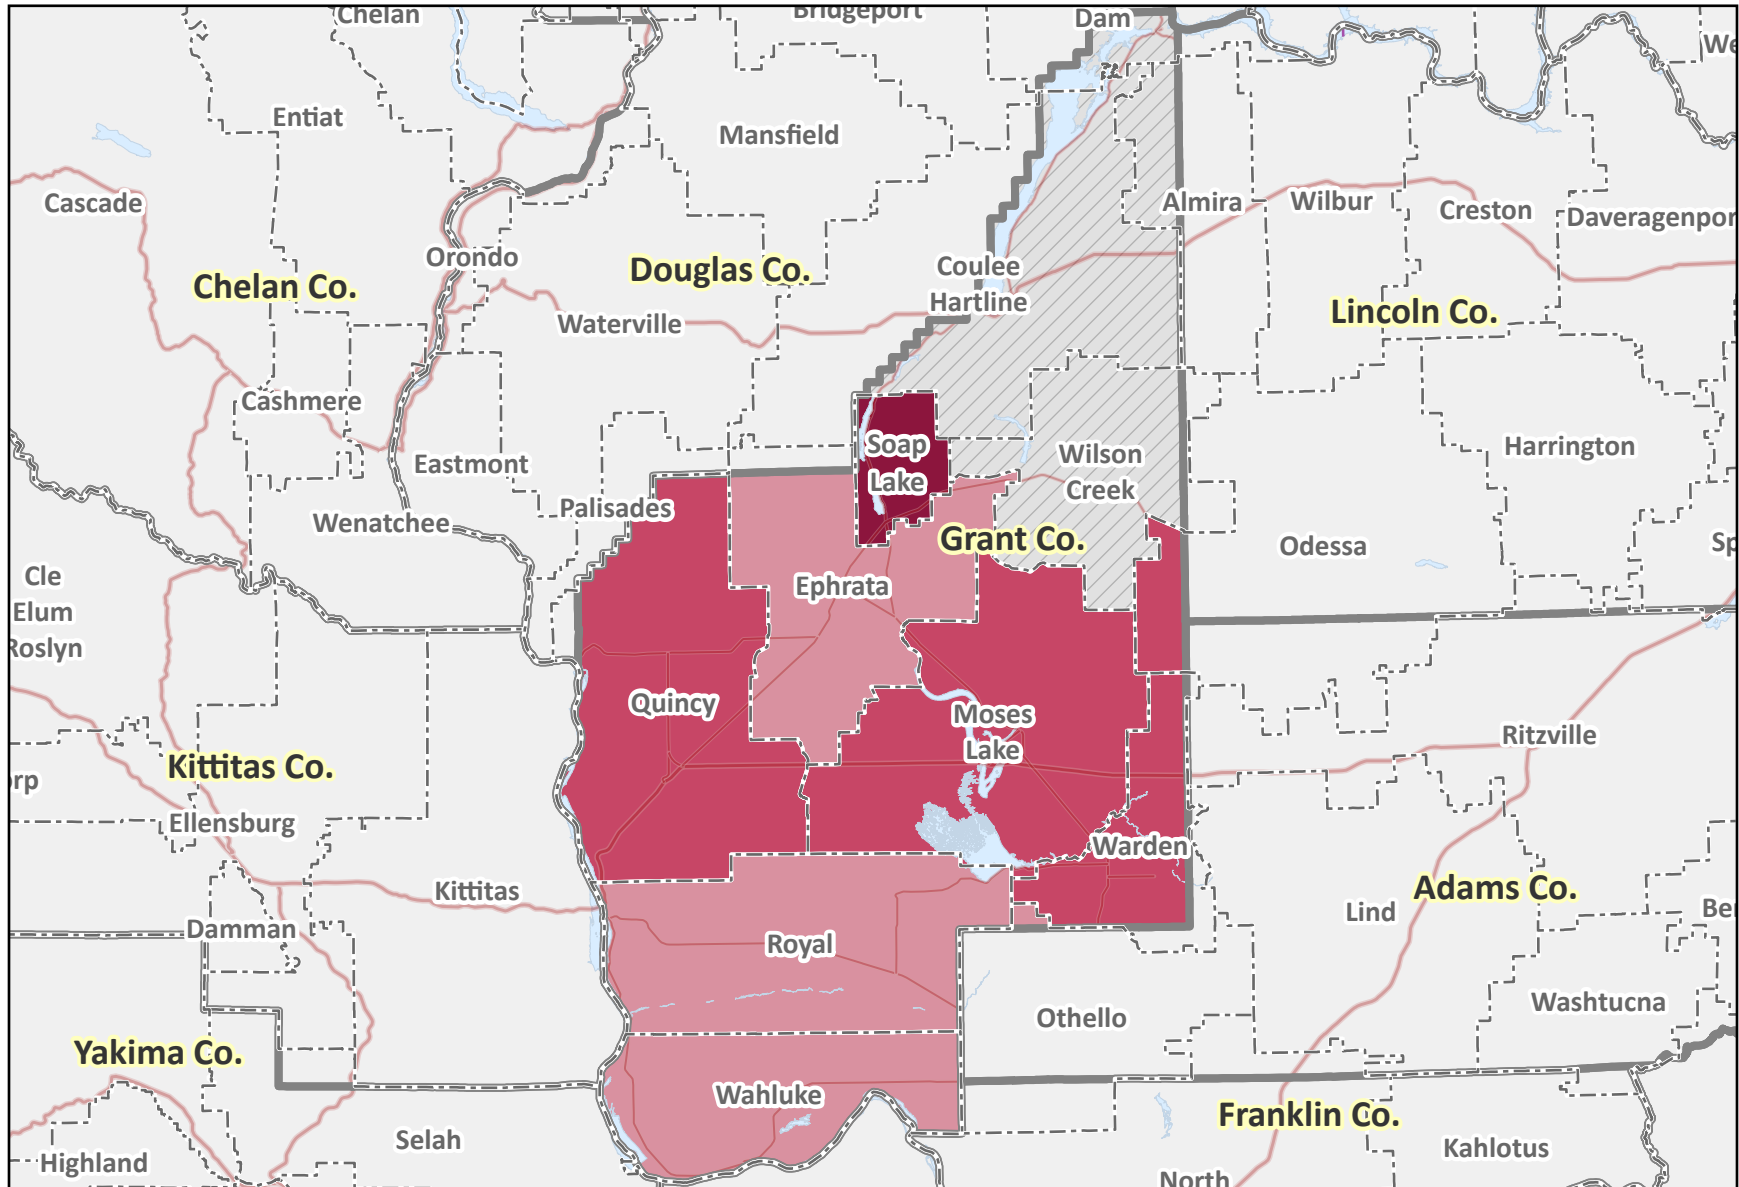 Chelan
Bridgeport
Dam
We
Entiat
Mansfield
Cascade
Almira
Wilbur
Creston
Daveragenpor
Orondo
Chelan Co.
Douglas Co.
Coulee
Hartline
Lincoln Co.
Waterville
Cashmere
Soap
Lake
Wilson
Creek
Harrington
Eastmont
Palisades
Wenatchee
Grant Co.
Odessa
Sp
Cle
Elum
Roslyn
Ephrata
Quincy
Moses
Lake
Ritzville
Kittitas Co.
orp
Ellensburg
Warden
Kittitas
Adams Co.
Lind
Ber
Damman
Royal
Othello
Washtucna
Yakima Co.
Wahluke
Franklin Co.
Selah
Kahlotus
Highland
North